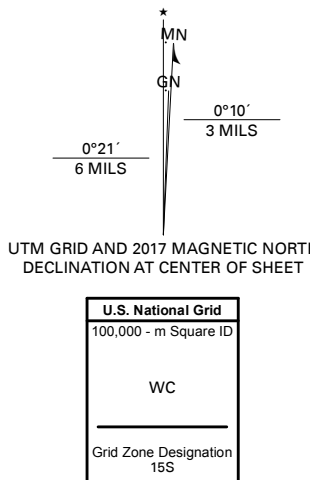 MN
GN
0°10´
3 MILS
0°21´
6 MILS
UTM GRID AND 2017 MAGNETIC NORT
DECLINATION AT CENTER OF SHEET
U.S. National Grid
100,000 - m Square ID
WC
Grid Zone Designation
15S